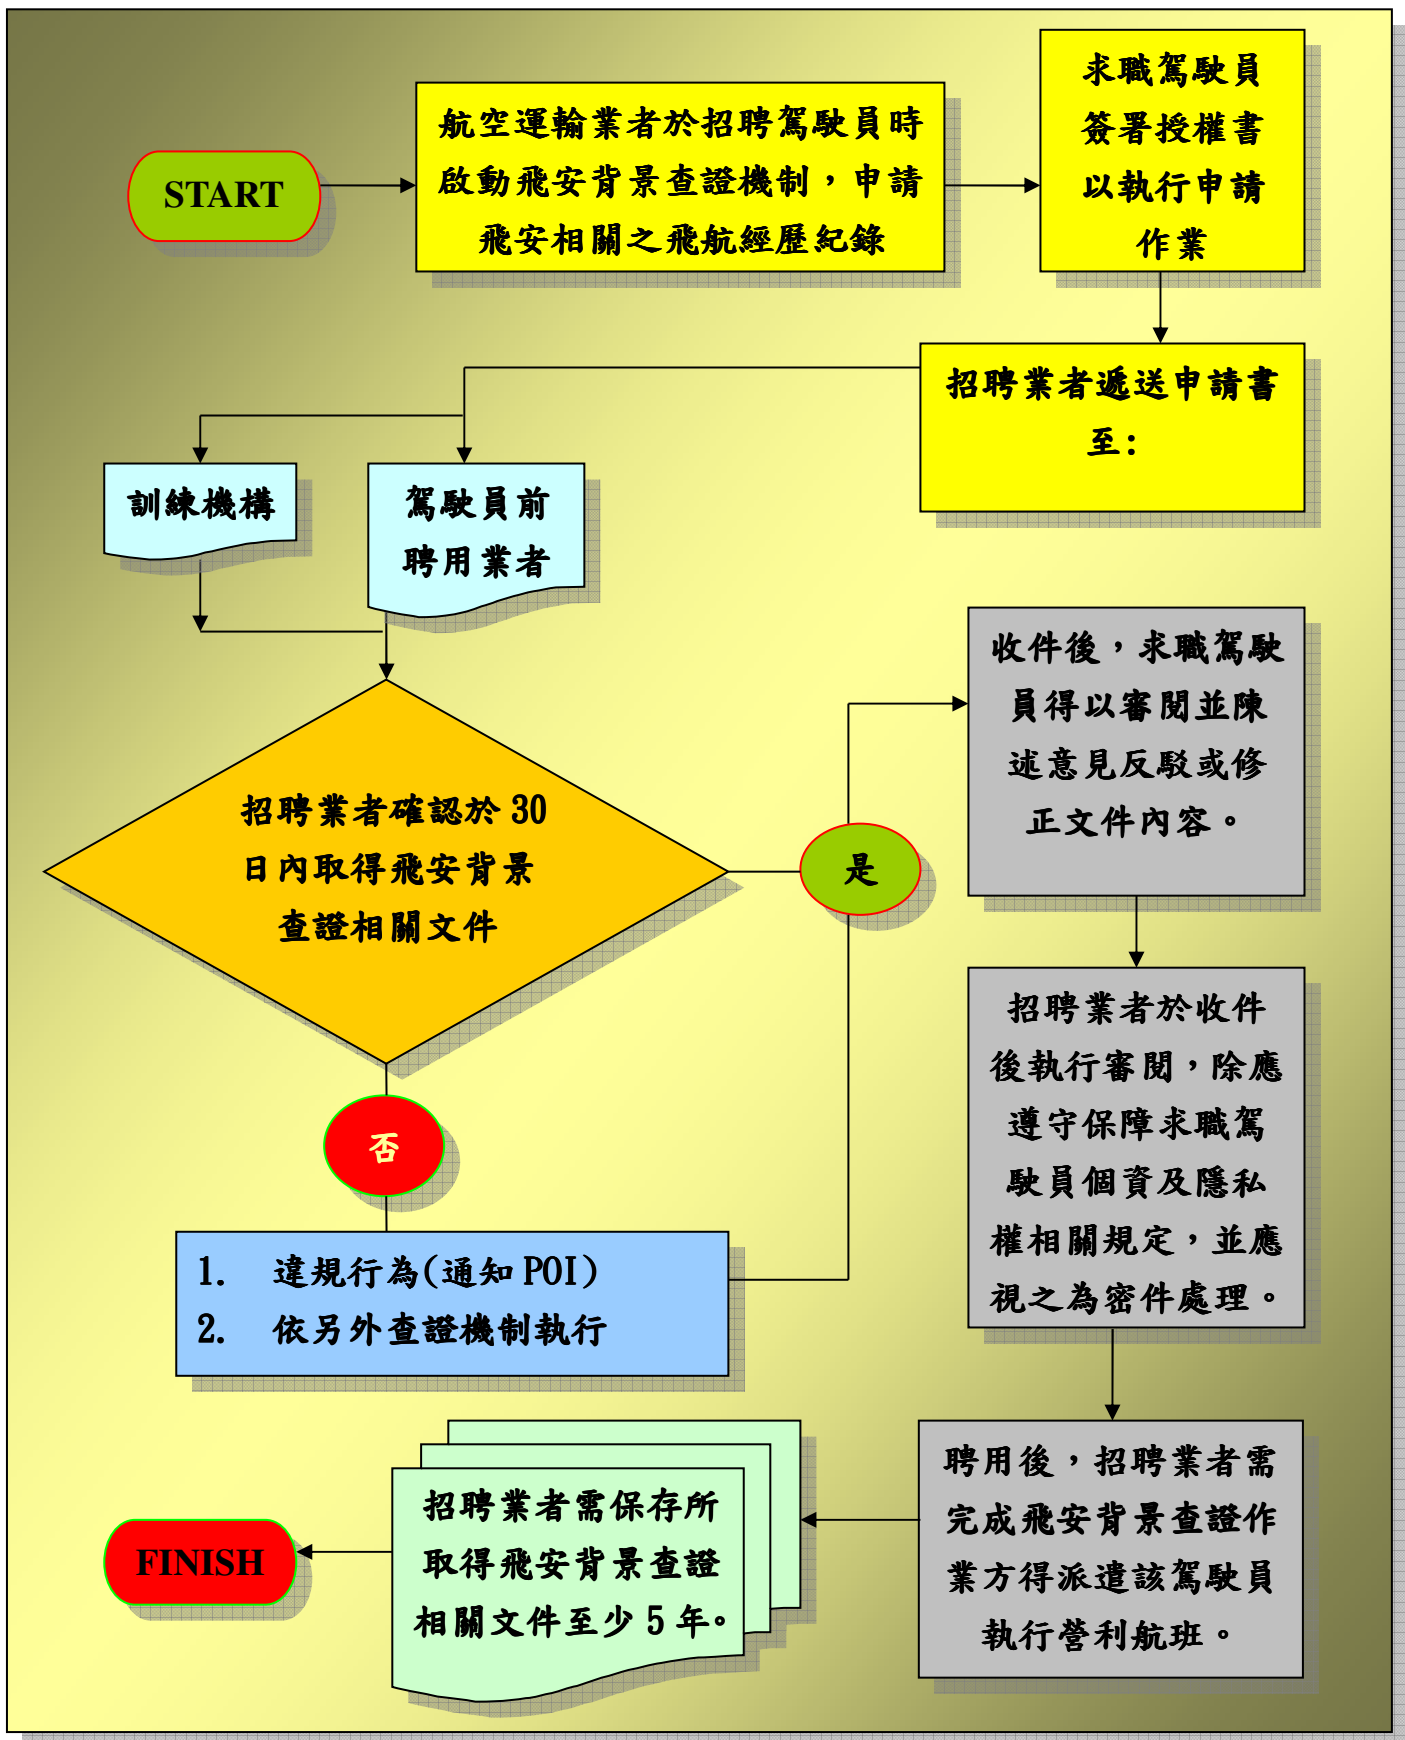 START
航空運輸業者於招聘駕駛員時
啟動飛安背景查證機制，申請
飛安相關之飛航經歷紀錄
求職駕駛員
簽署授權書
以執行申請
作業
招聘業者遞送申請書
至:
訓練機構
駕駛員前
聘用業者
招聘業者確認於 30
日內取得飛安背景
查證相關文件
是
否
1. 違規行為(通知 POI)
2. 依另外查證機制執行
收件後，求職駕駛
員得以審閱並陳
述意見反駁或修
正文件內容。
招聘業者於收件
後執行審閱，除應
遵守保障求職駕
駛員個資及隱私
權相關規定，並應
視之為密件處理。
聘用後，招聘業者需
完成飛安背景查證作
業方得派遣該駕駛員
執行營利航班。
招聘業者需保存所
取得飛安背景查證
相關文件至少 5 年。
FINISH